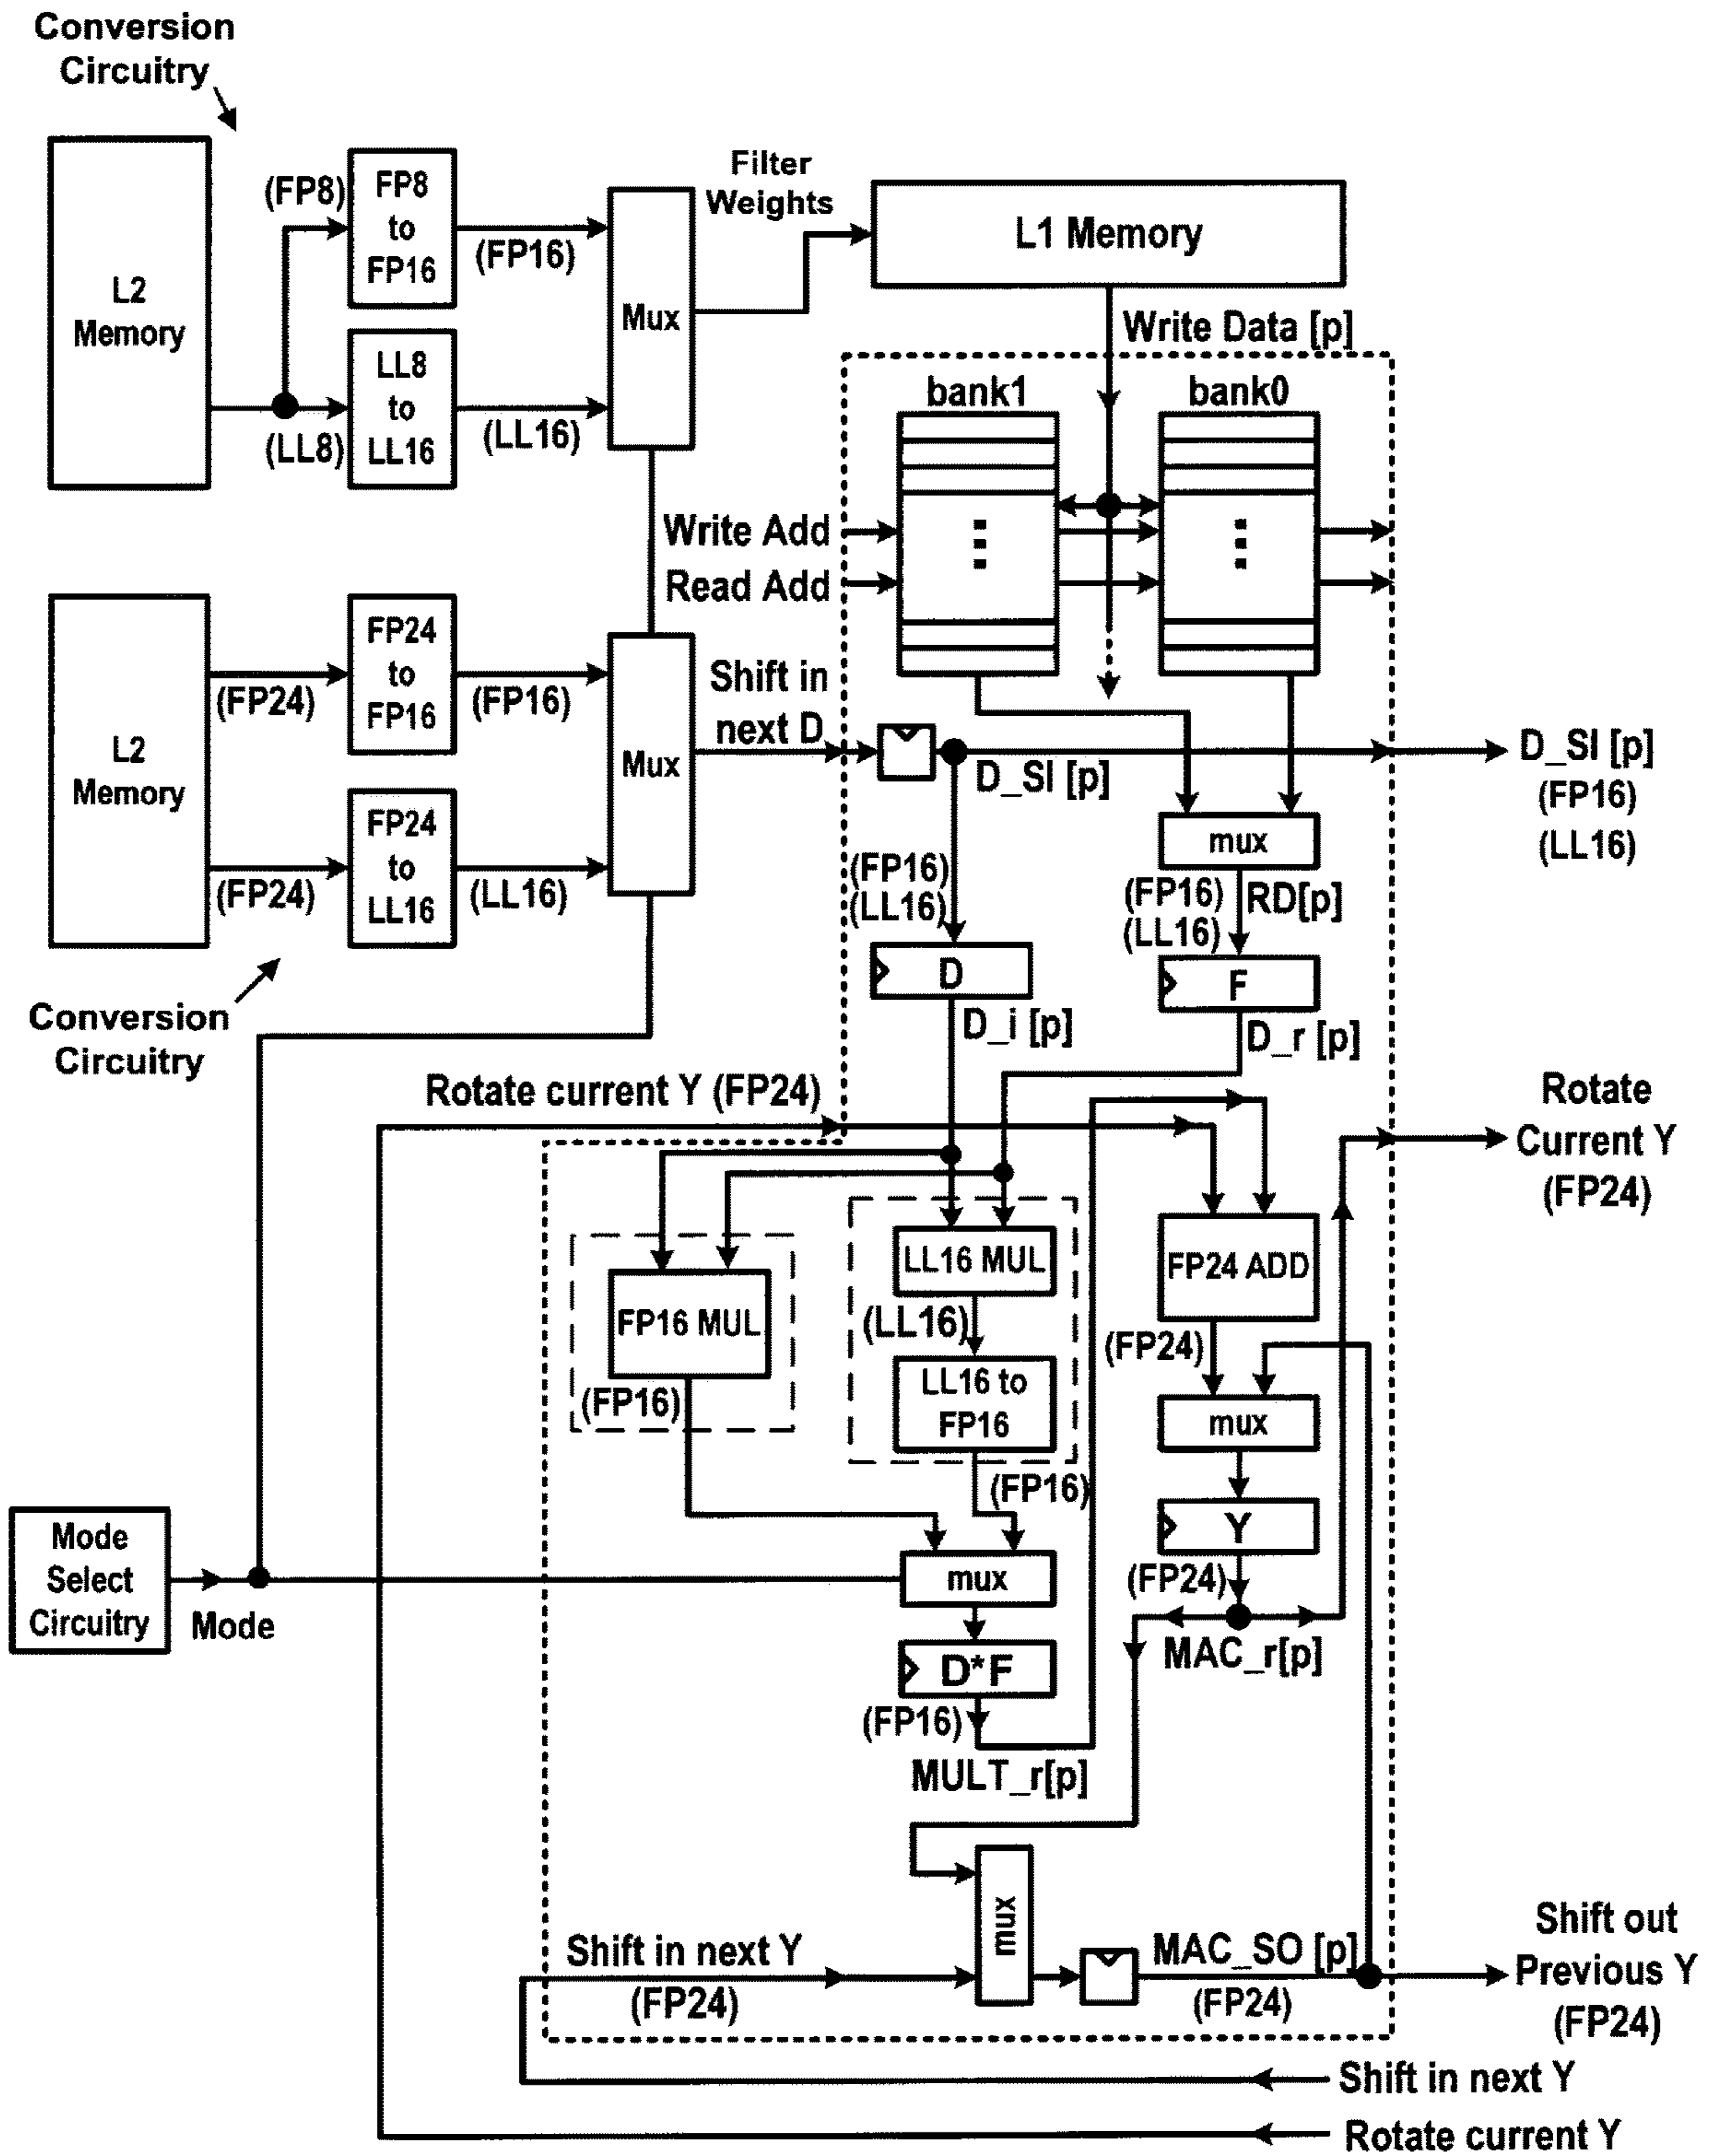 Conversion
Circuitry
L2
Memory
(FP8)
FP8
to
FP16
(FP16)
(LL8)
LL8
to
LL16
(LL16)
Mux
Filter
Weights
L1 Memory
Write Data [p]
bank1
bank0
Write Add
Read Add
L2
Memory
(FP24)
FP24
to
FP16
(FP16)
(FP24)
FP24
to
LL16
(LL16)
Mux
Shift in
next D
D_SI [p]
D_SI [p]
(FP16)
(LL16)
mux
(FP16)
(LL16)
(FP16)
(LL16)
RD[p]
D
F
D_i [p]
D_r [p]
Conversion
Circuitry
Rotate current Y (FP24)
Rotate
Current Y
(FP24)
FP16 MUL
(FP16)
LL16 MUL
(LL16)
LL16 to
FP16
(FP16)
FP24 ADD
(FP24)
mux
Y
(FP24)
MAC_r[p]
Mode
Select
Circuitry
Mode
mux
D*F
(FP16)
MULT_r[p]
mux
Shift in next Y
(FP24)
MAC_SO [p]
(FP24)
Shift out
Previous Y
(FP24)
Shift in next Y
Rotate current Y